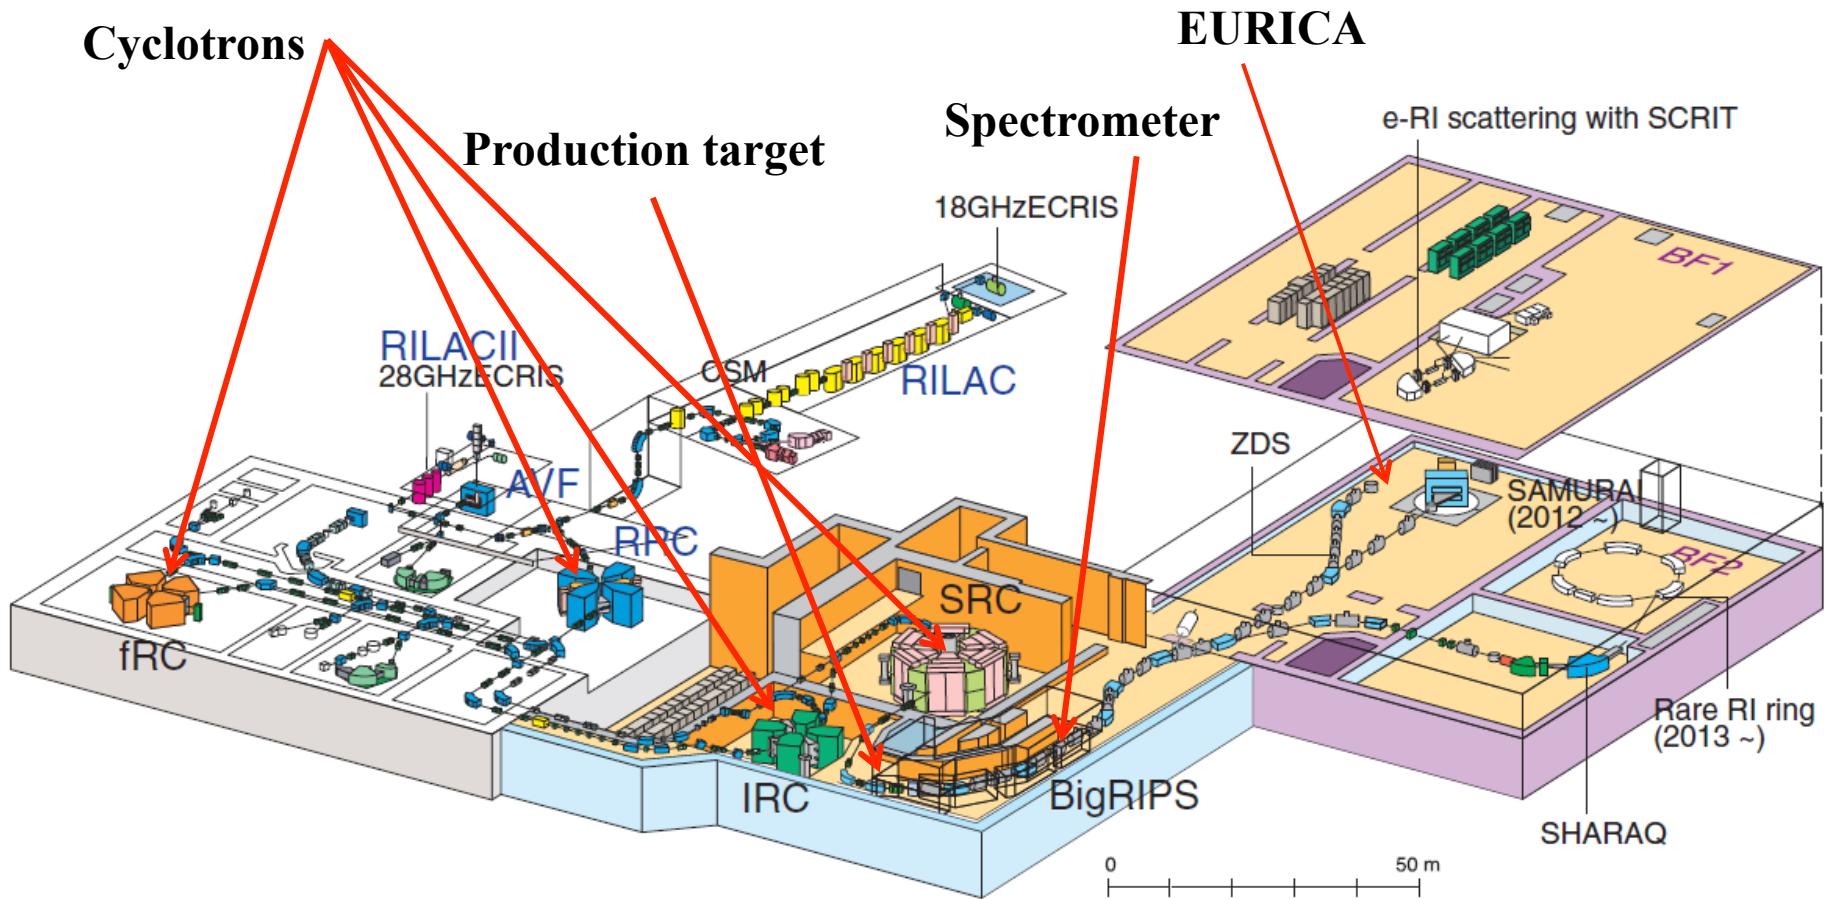 Cyclotrons
EURICA
Production target
Spectrometer
e-RI scattering with SCRIT
18GHzECRIS
BF1
RILACII
28GHzECRIS
CSM
RILAC
ZDS
AVF
SAMURAI
(2012 ~)
RPC
BF2
SRC
fRC
Rare RI ring
(2013 ~)
IRC
BigRIPS
SHARAQ
0
50 m